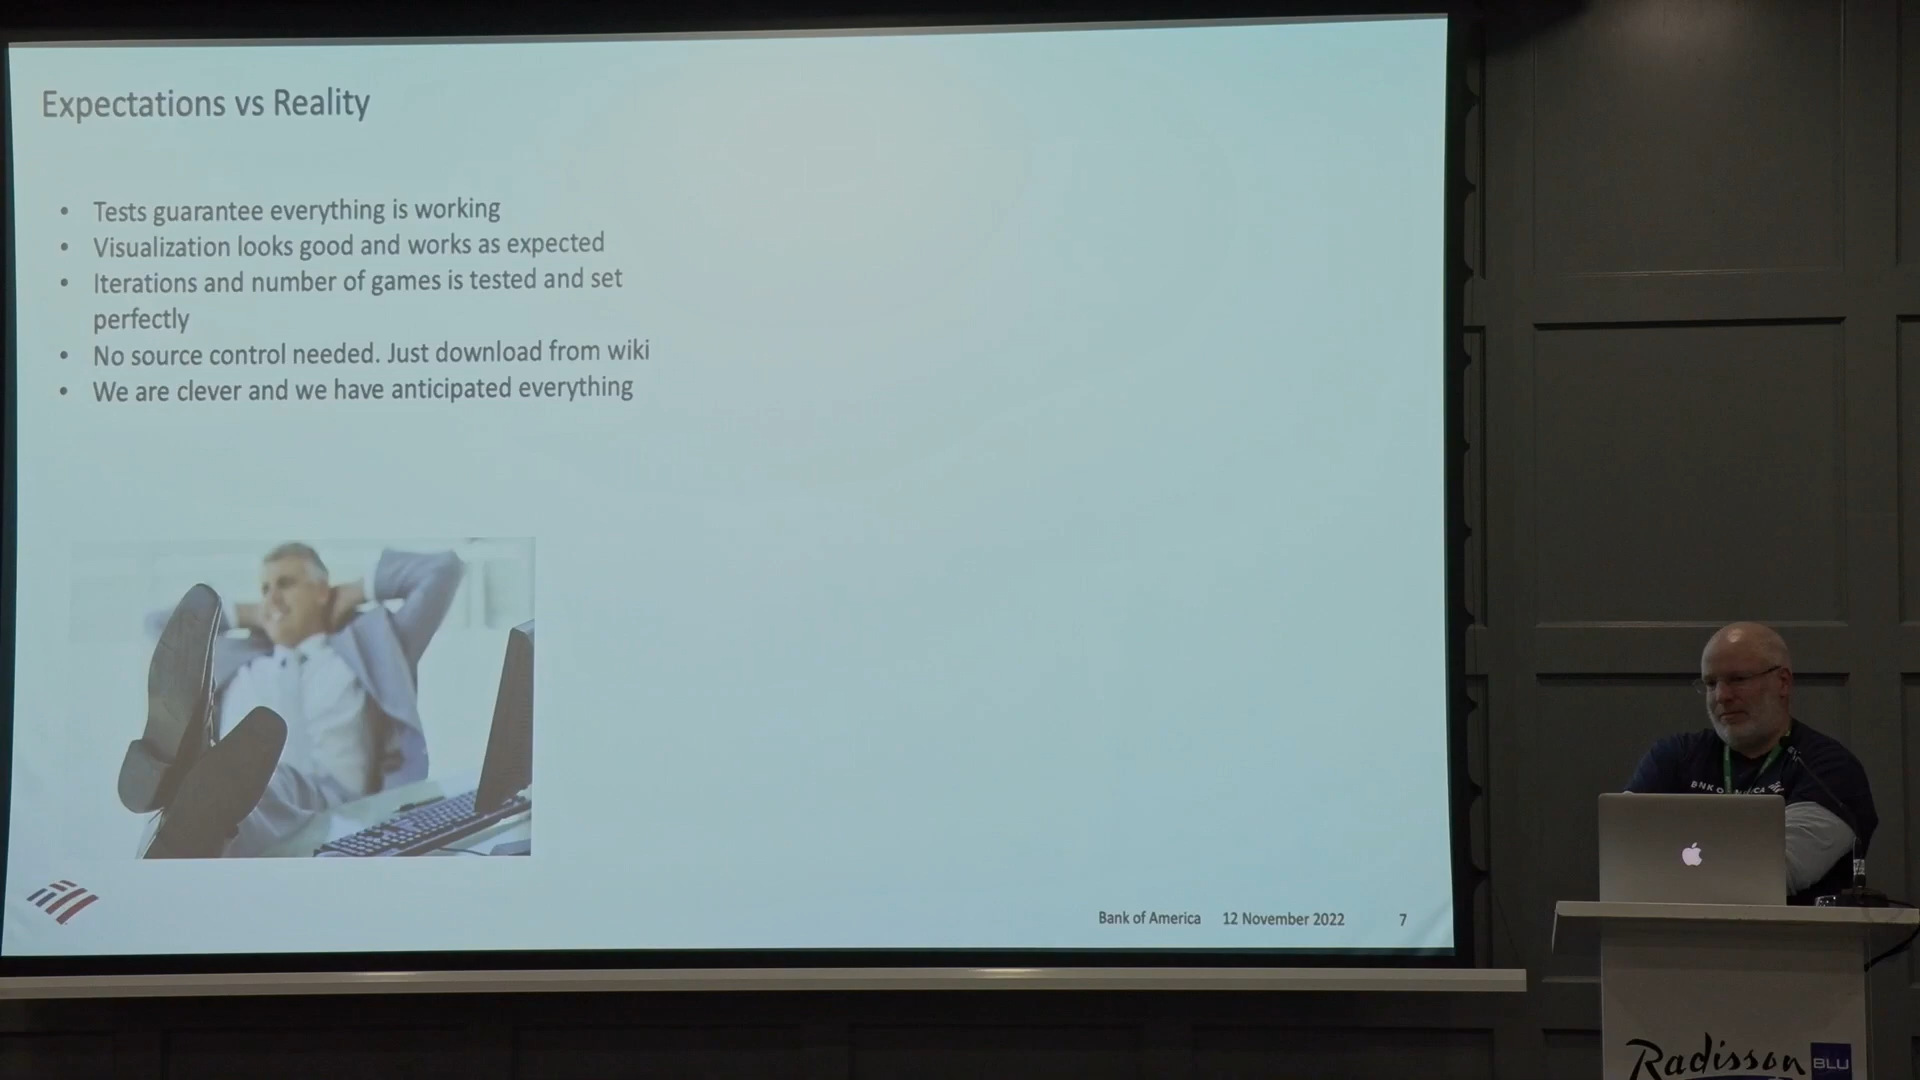 Expectations vs Reality
• Tests guarantee everything is working
• Visualization looks good and works as expected
• Iterations and number of games is tested and set
perfectly
• No source control needed. Just download from wiki
• We are clever and we have anticipated everything
Bank of America 12 November 2022 7
Radisson BLU